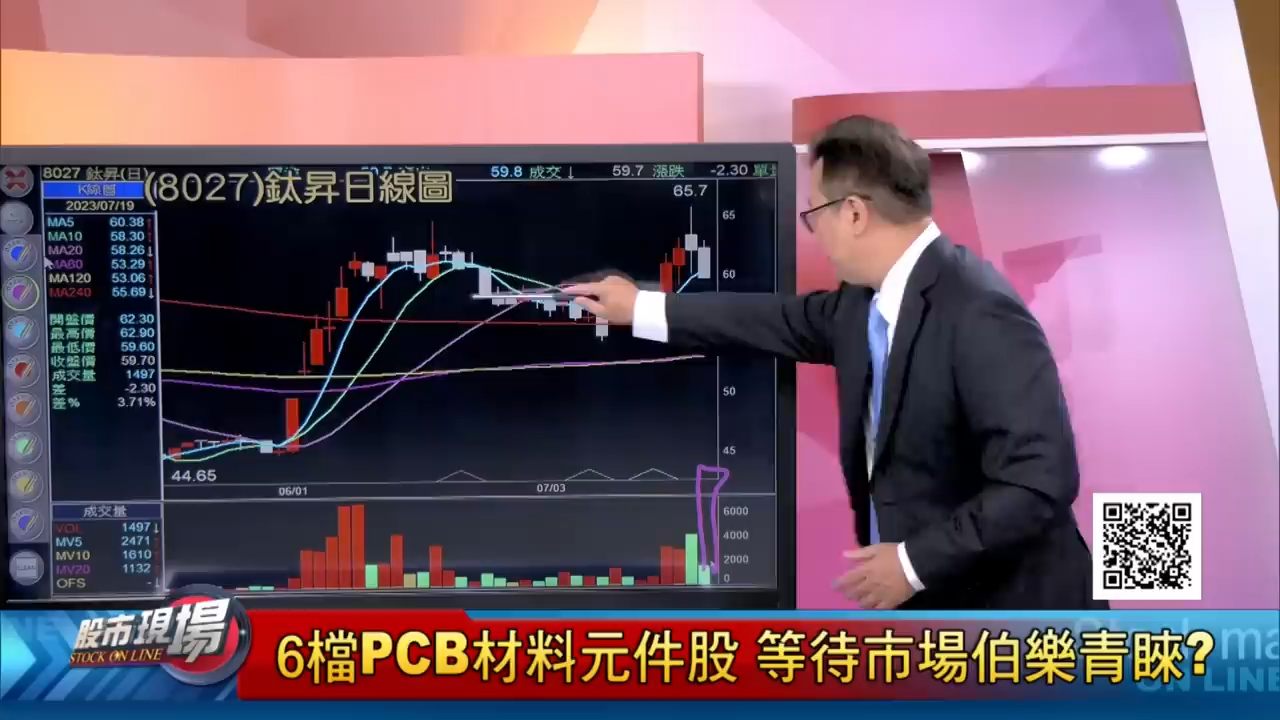 8027 鈦昇(日)
59.8 成交↓ 59.7 漲跌 -2.30
(8027)鈦昇日線圖
K線圖
2023/07/19
MA5 60.38
MA10 58.30
MA20 58.26
MA60 53.29
MA120 53.06
MA240 55.69
開盤價 62.30
最高價 62.90
最低價 59.60
收盤價 59.70
成交量 1497
差 -2.30
差% 3.71%
65.7
65
60
50
45
44.65
06/01
07/03
成交量
VOL 1497
MV5 2471
MV10 1610
MV20 1132
OFS -
6000
4000
2000
0
股市現場
STOCK ON LINE
6檔PCB材料元件股 等待市場伯樂青睞?
ON LINE